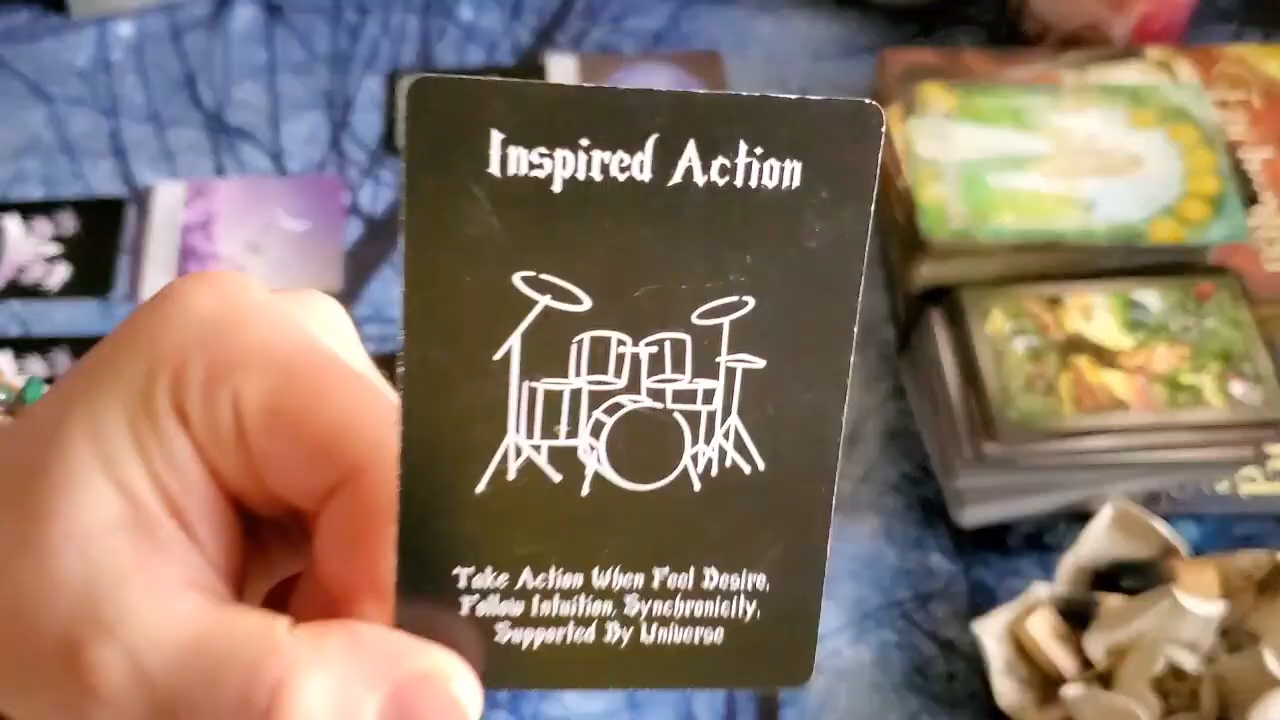 Inspired Action
Take Action When Feel Desire,
Follow Intuition, Synchronicity,
Supported By Universe